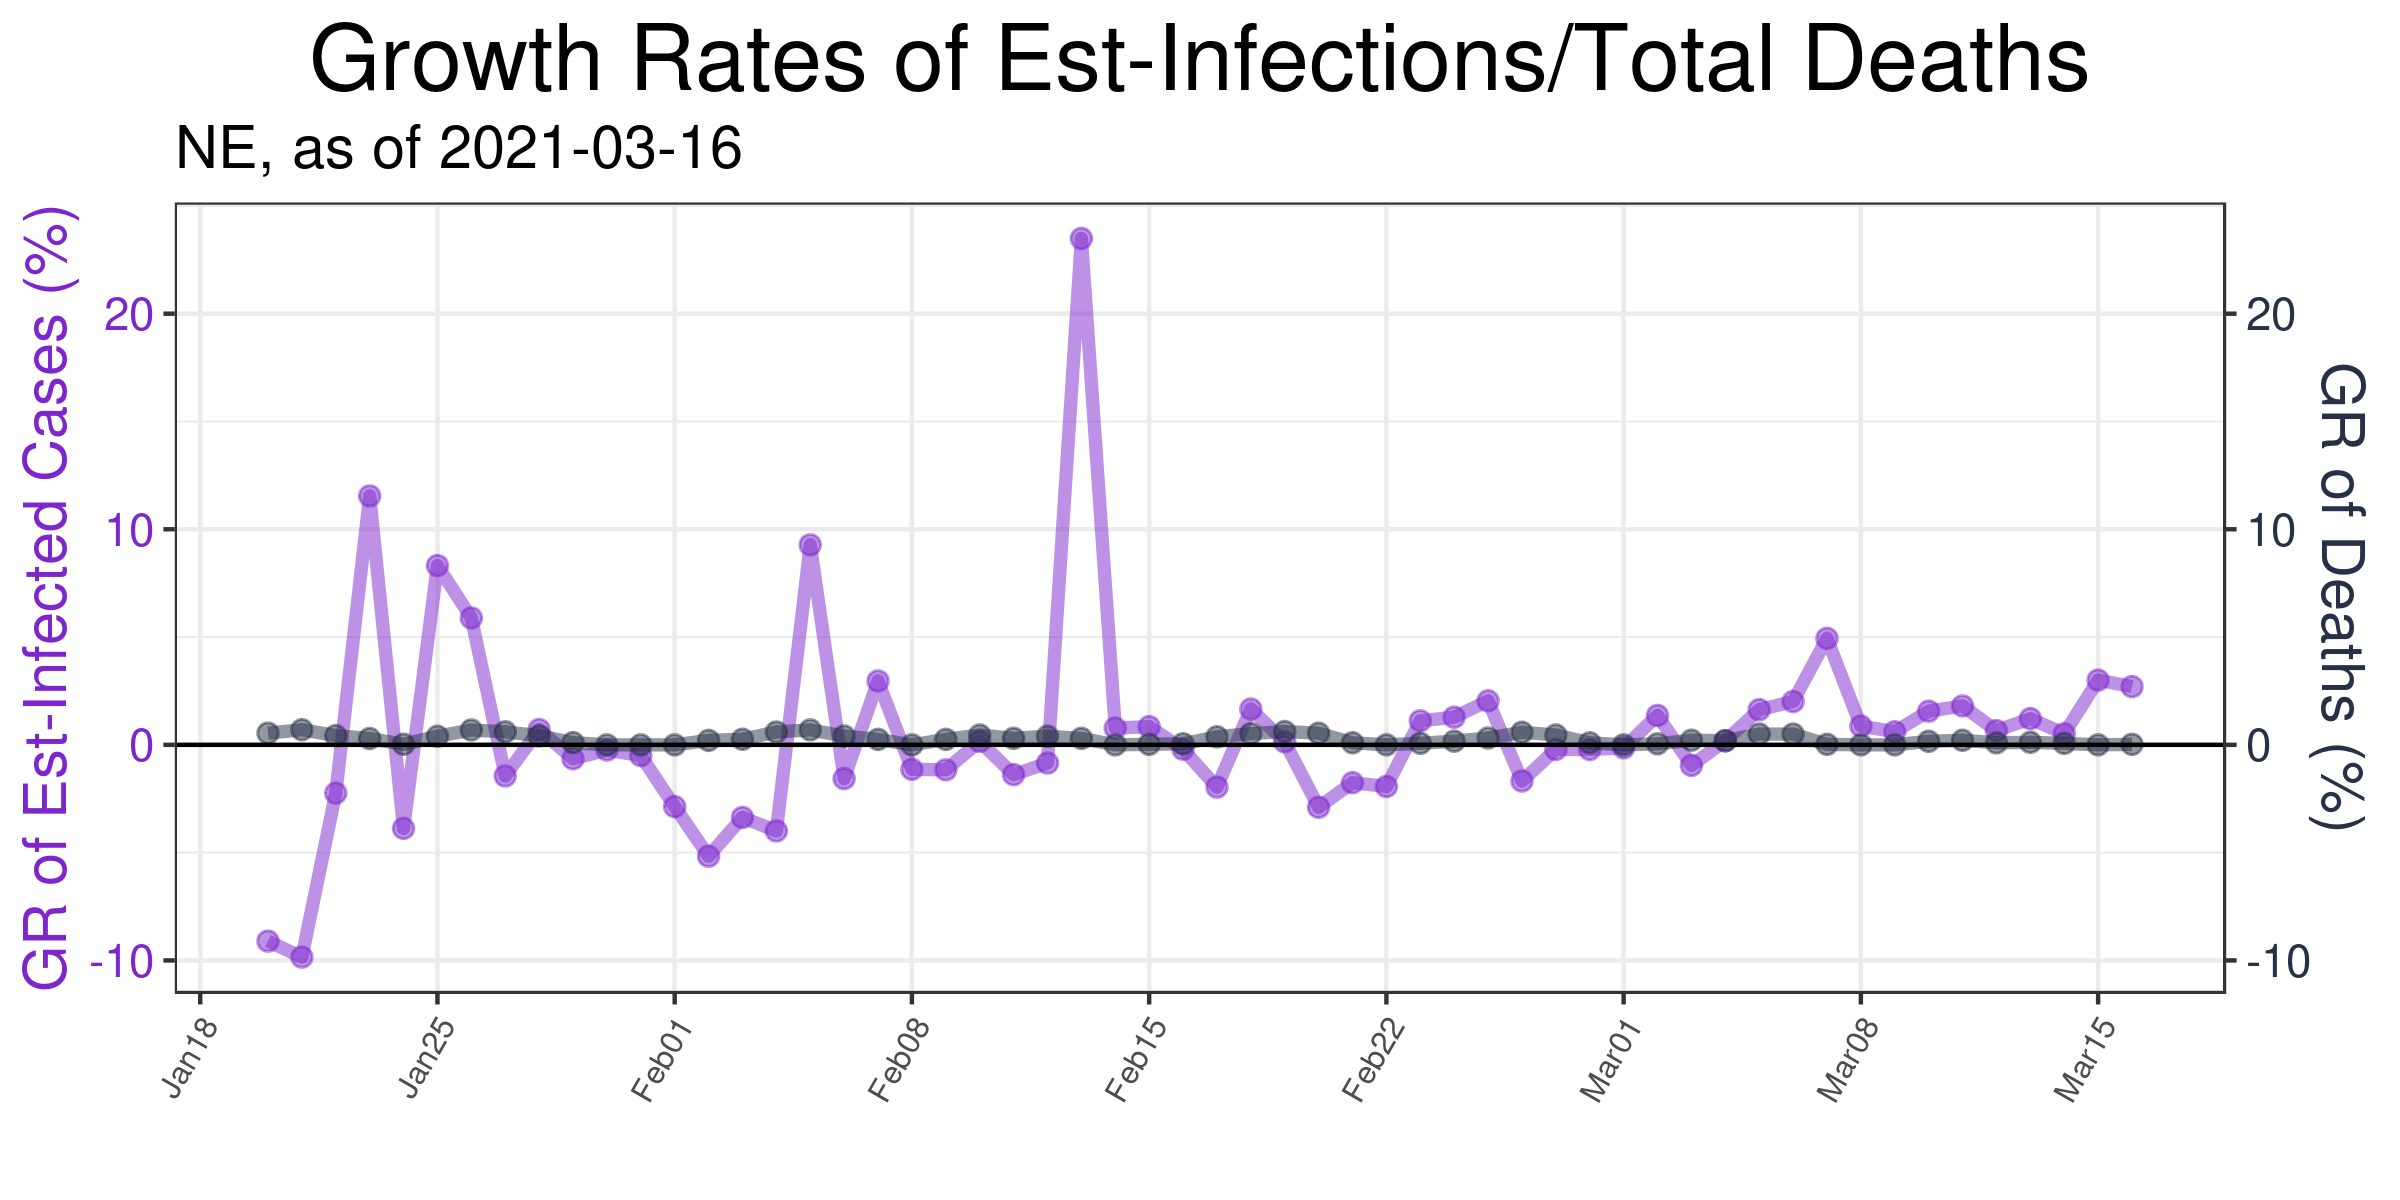 Growth Rates of Est-Infections/Total Deaths
NE, as of 2021-03-16
GR of Est-Infected Cases (%)
20
10
0
-10
20
10
0
-10
GR of Deaths (%)
Jan18
Jan25
Feb01
Feb08
Feb15
Feb22
Mar01
Mar08
Mar15